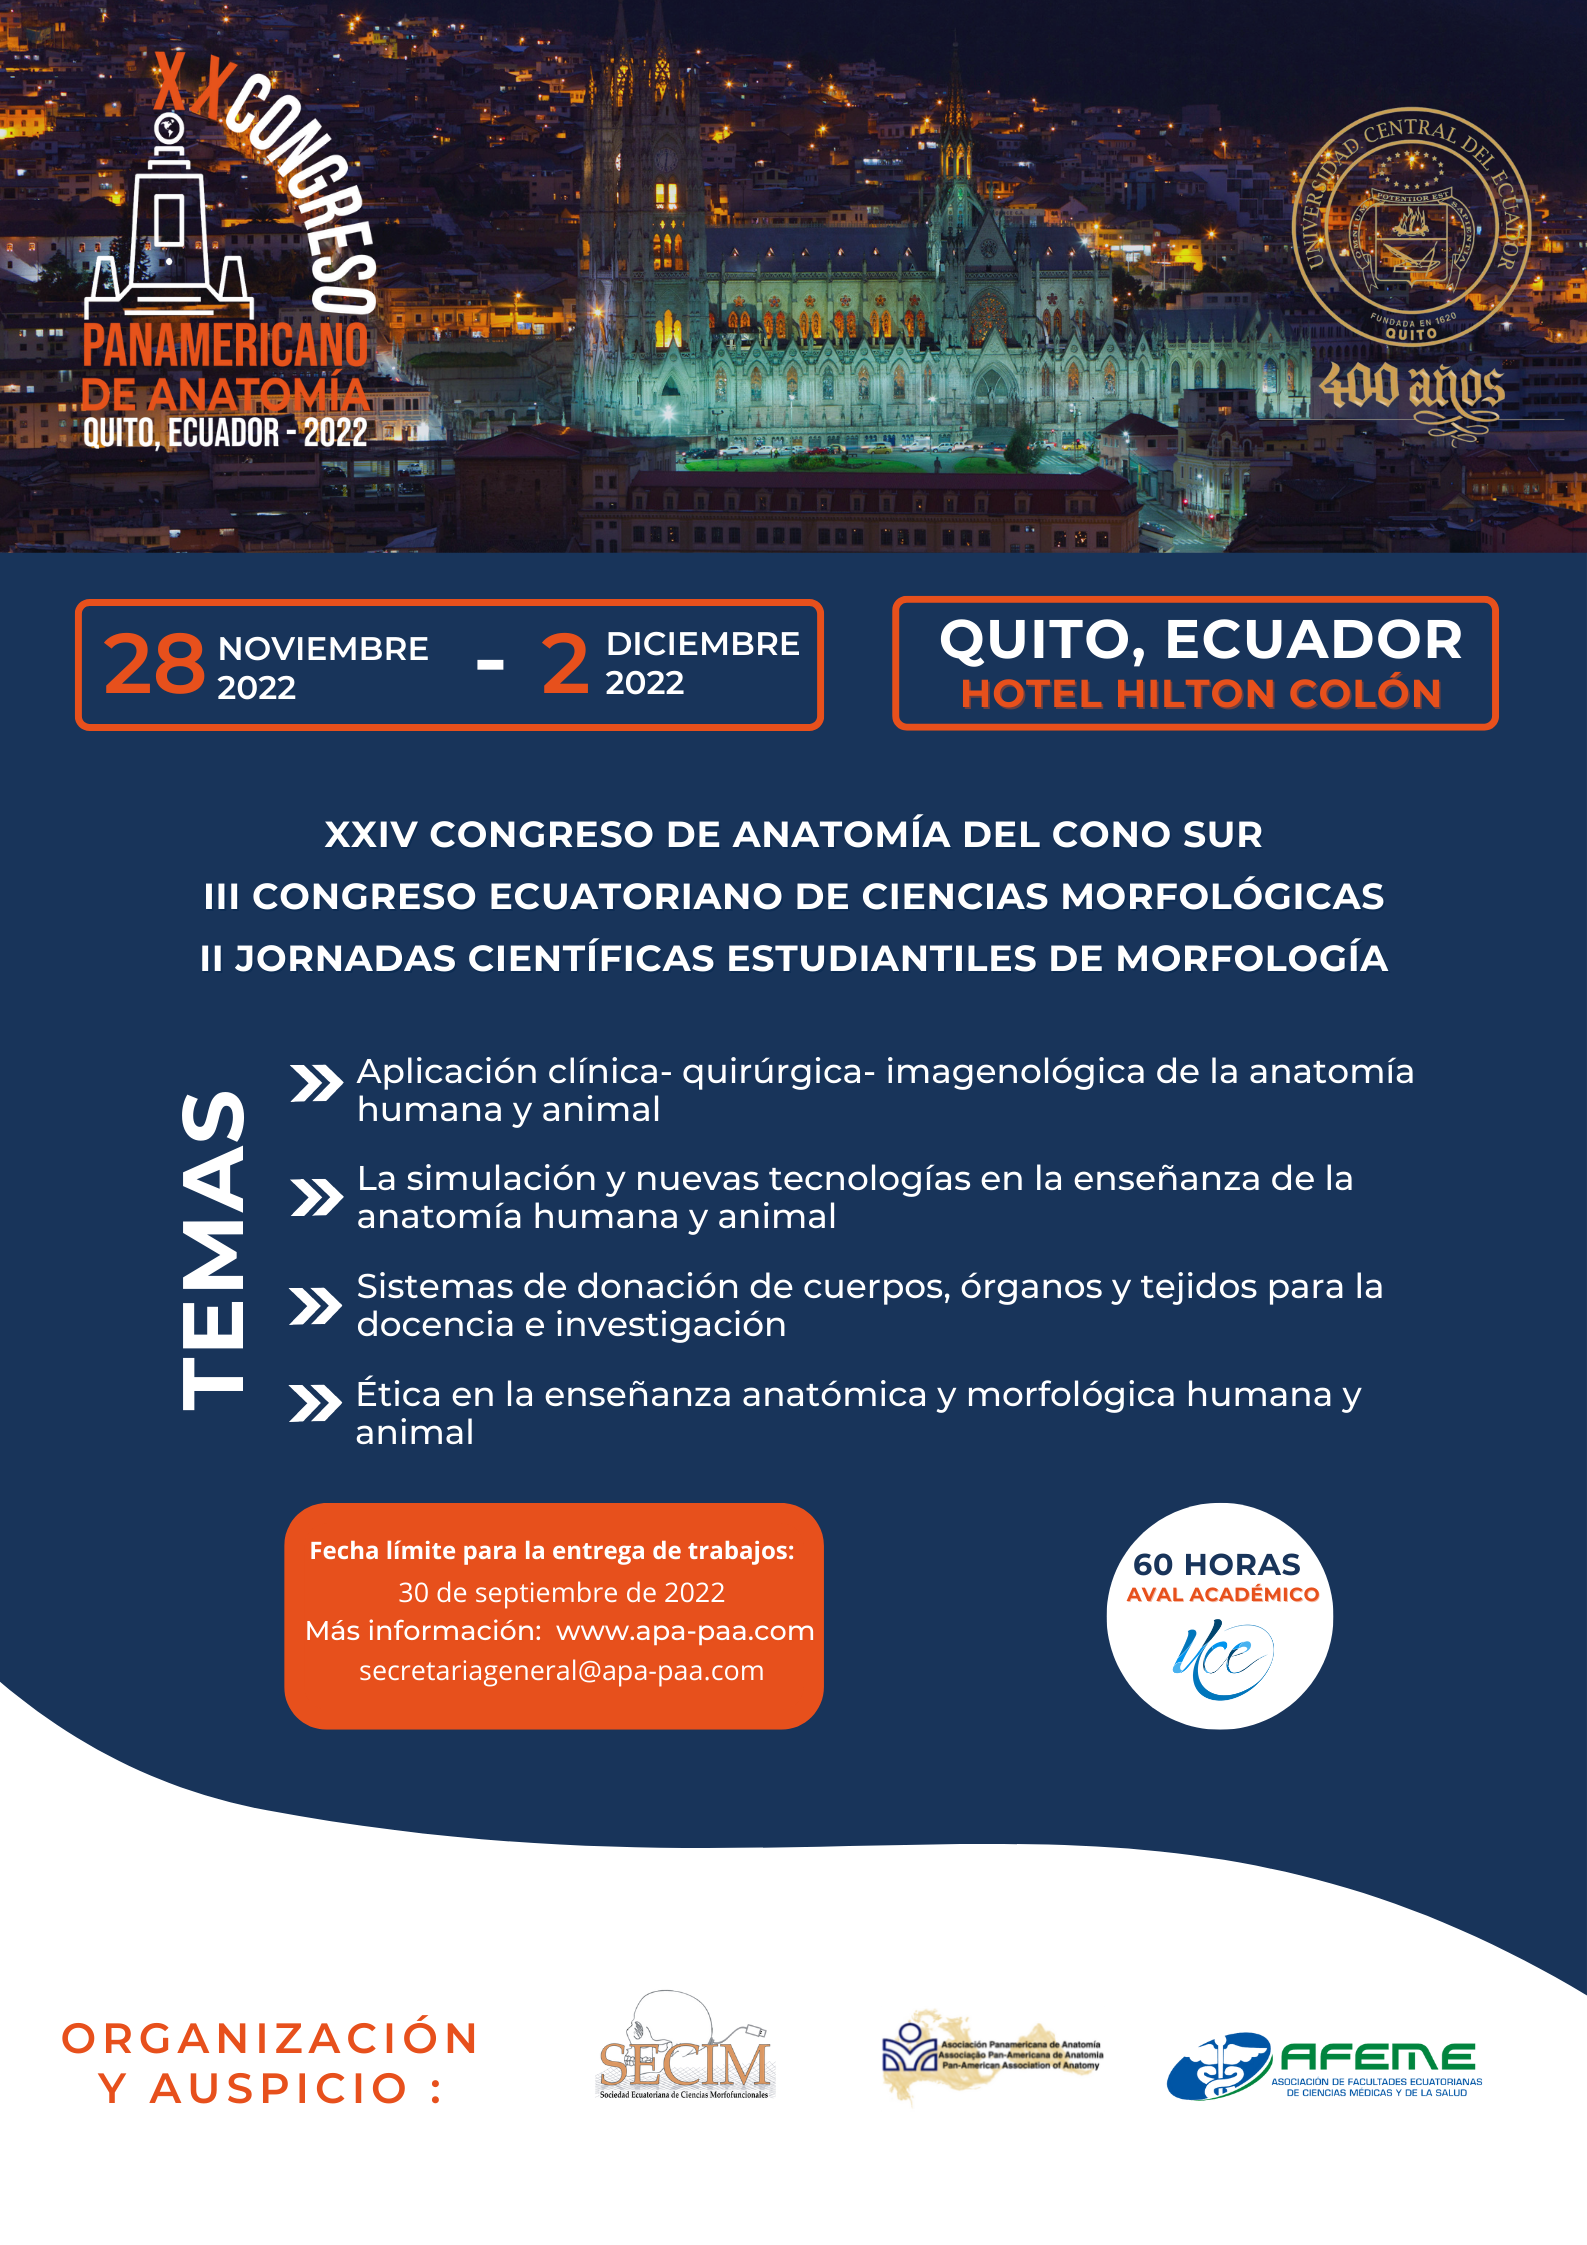 XX CONGRESO
PANAMERICANO
DE ANATOMÍA
QUITO, ECUADOR - 2022
UNIVERSIDAD CENTRAL DEL ECUADOR
OMNIUM POTENTIOR EST SAPIENTIA
FUNDADA EN 1620
QUITO
400 años
28 NOVIEMBRE 2022 - 2 DICIEMBRE 2022
QUITO, ECUADOR
HOTEL HILTON COLÓN
XXIV CONGRESO DE ANATOMÍA DEL CONO SUR
III CONGRESO ECUATORIANO DE CIENCIAS MORFOLÓGICAS
II JORNADAS CIENTÍFICAS ESTUDIANTILES DE MORFOLOGÍA
TEMAS
Aplicación clínica- quirúrgica- imagenológica de la anatomía
humana y animal
La simulación y nuevas tecnologías en la enseñanza de la
anatomía humana y animal
Sistemas de donación de cuerpos, órganos y tejidos para la
docencia e investigación
Ética en la enseñanza anatómica y morfológica humana y
animal
Fecha límite para la entrega de trabajos:
30 de septiembre de 2022
Más información: www.apa-paa.com
secretariageneral@apa-paa.com
60 HORAS
AVAL ACADÉMICO
Uce
ORGANIZACIÓN
Y AUSPICIO :
SECIM
Sociedad Ecuatoriana de Ciencias Morfofuncionales
Asociación Panamericana de Anatomía
Associação Pan-Americana de Anatomia
Pan-American Association of Anatomy
AFEME
ASOCIACIÓN DE FACULTADES ECUATORIANAS
DE CIENCIAS MÉDICAS Y DE LA SALUD